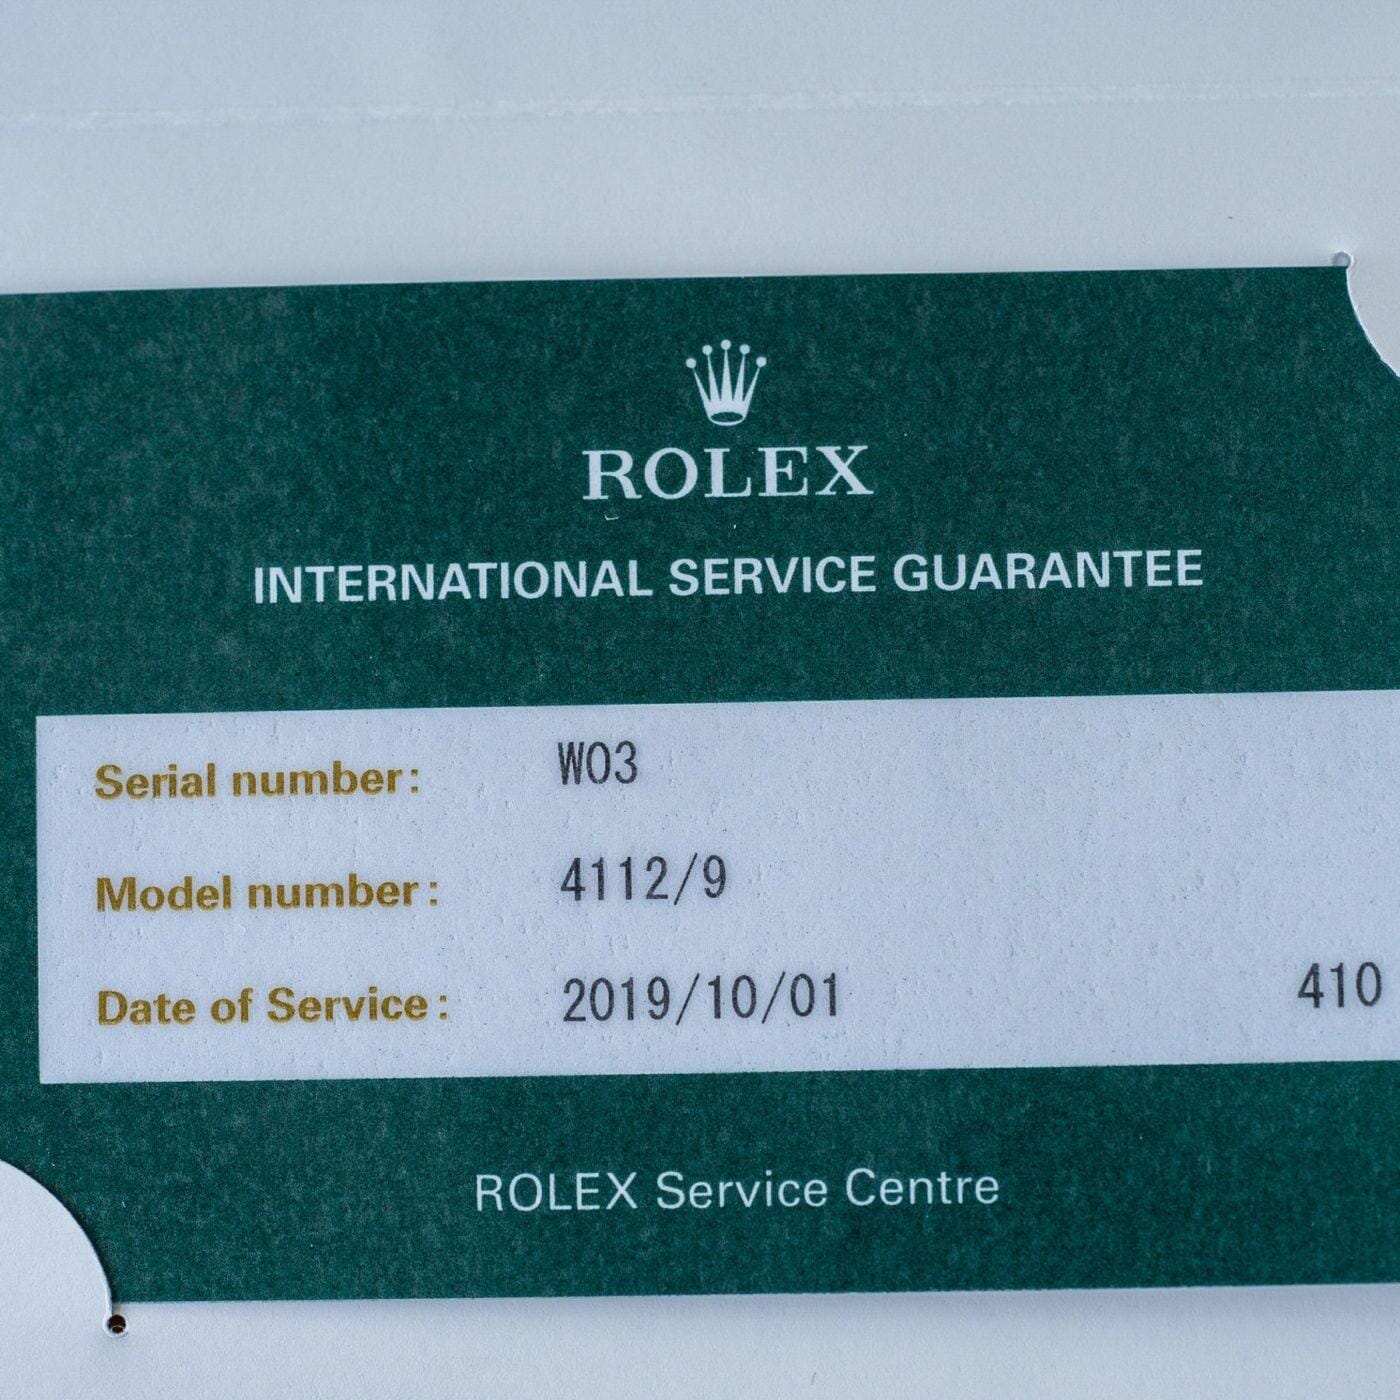 ROLEX
INTERNATIONAL SERVICE GUARANTEE
Serial number: W03
Model number: 4112/9
Date of Service: 2019/10/01 410
ROLEX Service Centre